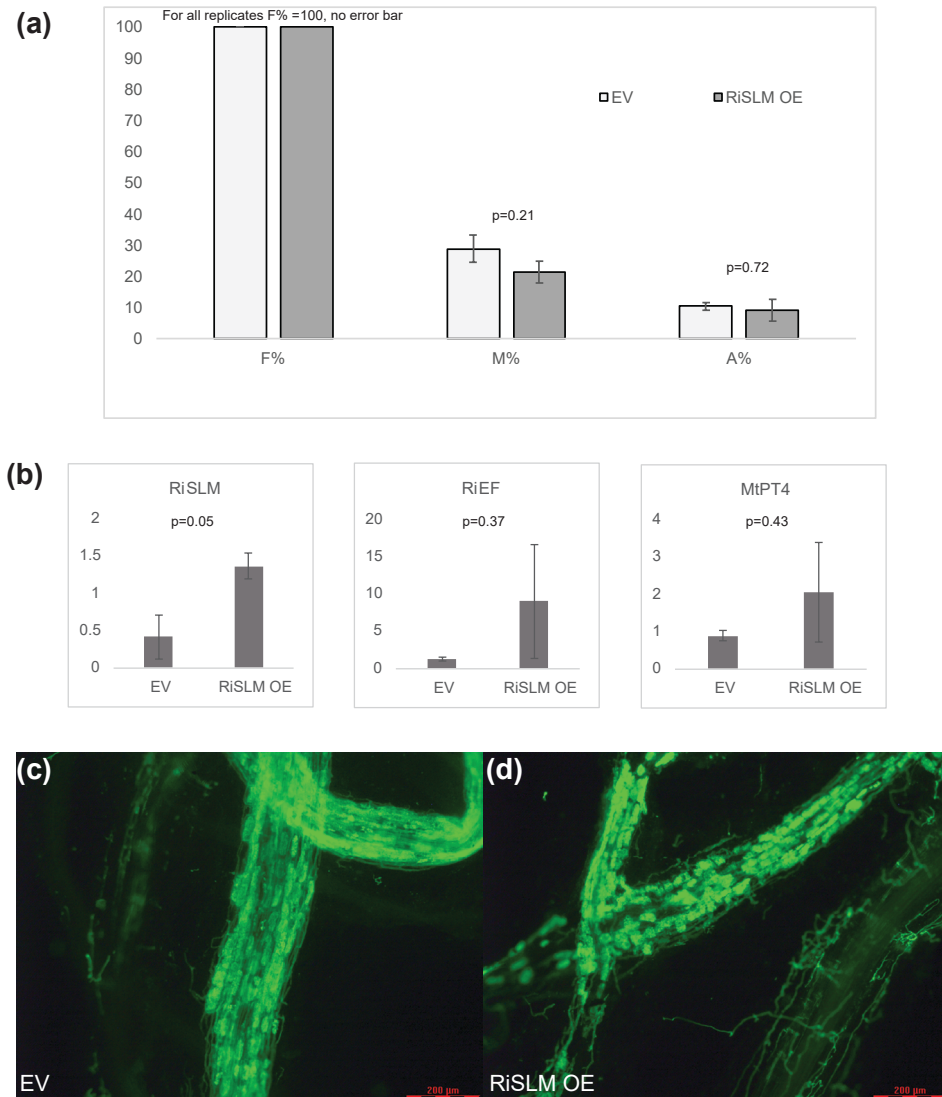 (a)
For all replicates F% =100, no error bar
100
90
80
70
60
50
40
30
20
10
0
EV
RiSLM OE
p=0.21
p=0.72
F%
M%
A%
(b)
RiSLM
p=0.05
2
1.5
1
0.5
0
EV
RiSLM OE
RiEF
p=0.37
20
15
10
5
0
EV
RiSLM OE
MtPT4
p=0.43
4
3
2
1
0
EV
RiSLM OE
(c)
EV
200 µm
(d)
RiSLM OE
200 µm